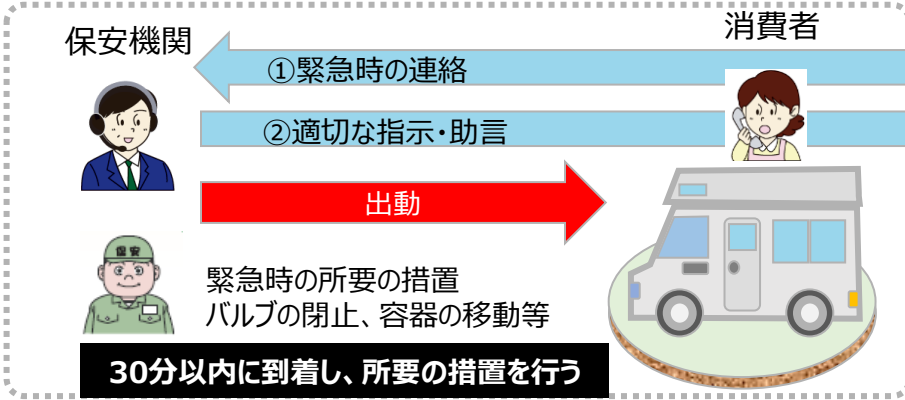 保安機関
消費者
①緊急時の連絡
②適切な指示・助言
出動
保安
緊急時の所要の措置
バルブの閉止、容器の移動等
30分以内に到着し、所要の措置を行う